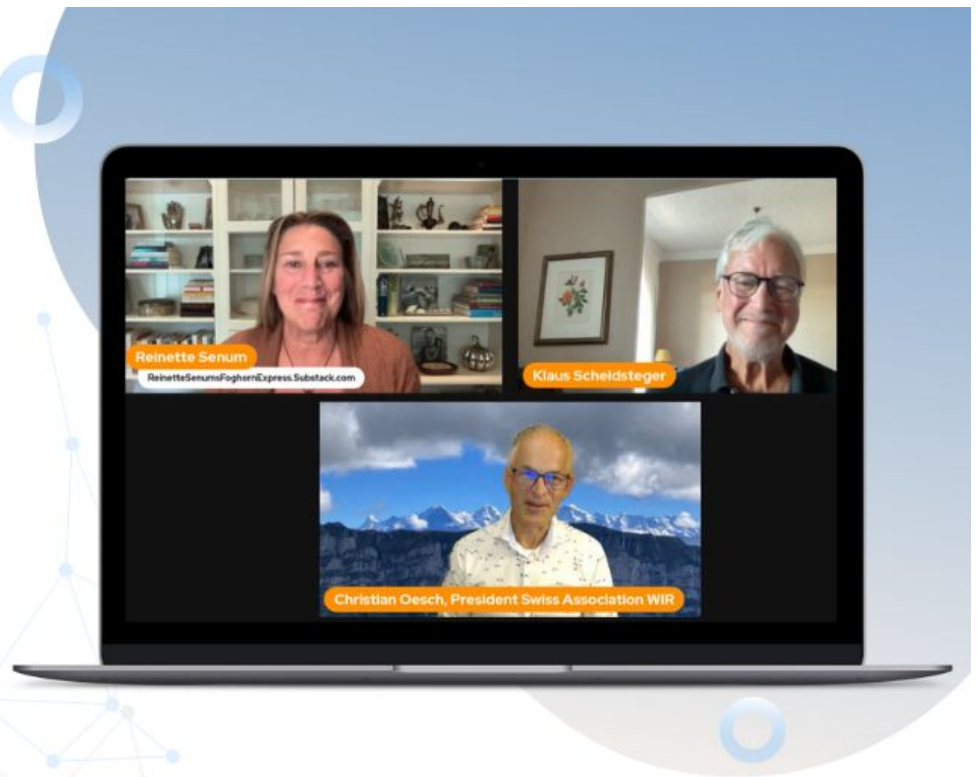 Reinette Senum
ReinetteSenumsFoghornExpress.Substack.com
Klaus Scheidsteger
Christian Oesch, President Swiss Association WIR